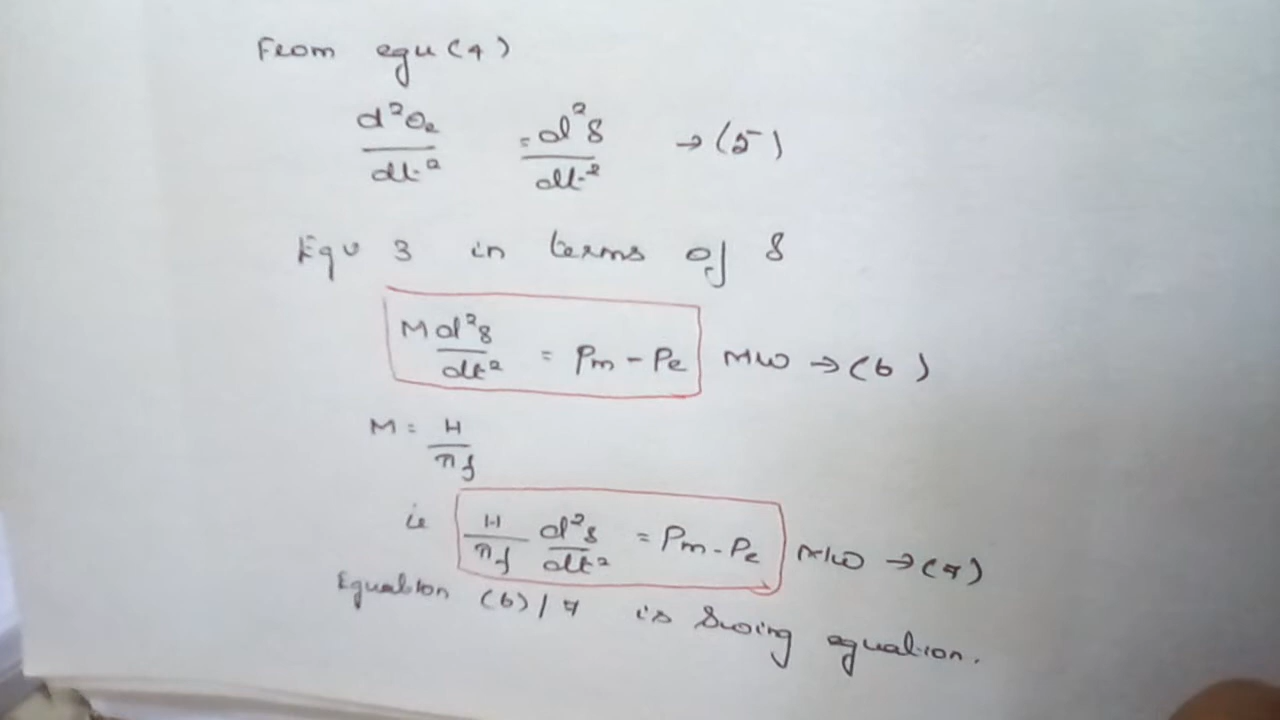 From equ (4)
d²θe/dt² = d²δ/dt² → (5)
Equ 3 in terms of δ
M d²δ/dt² = Pm - Pe MW → (6)
M = H/πf
ie H/πf d²δ/dt² = Pm - Pe MW → (7)
Equation (6)/7 is Swing equation.